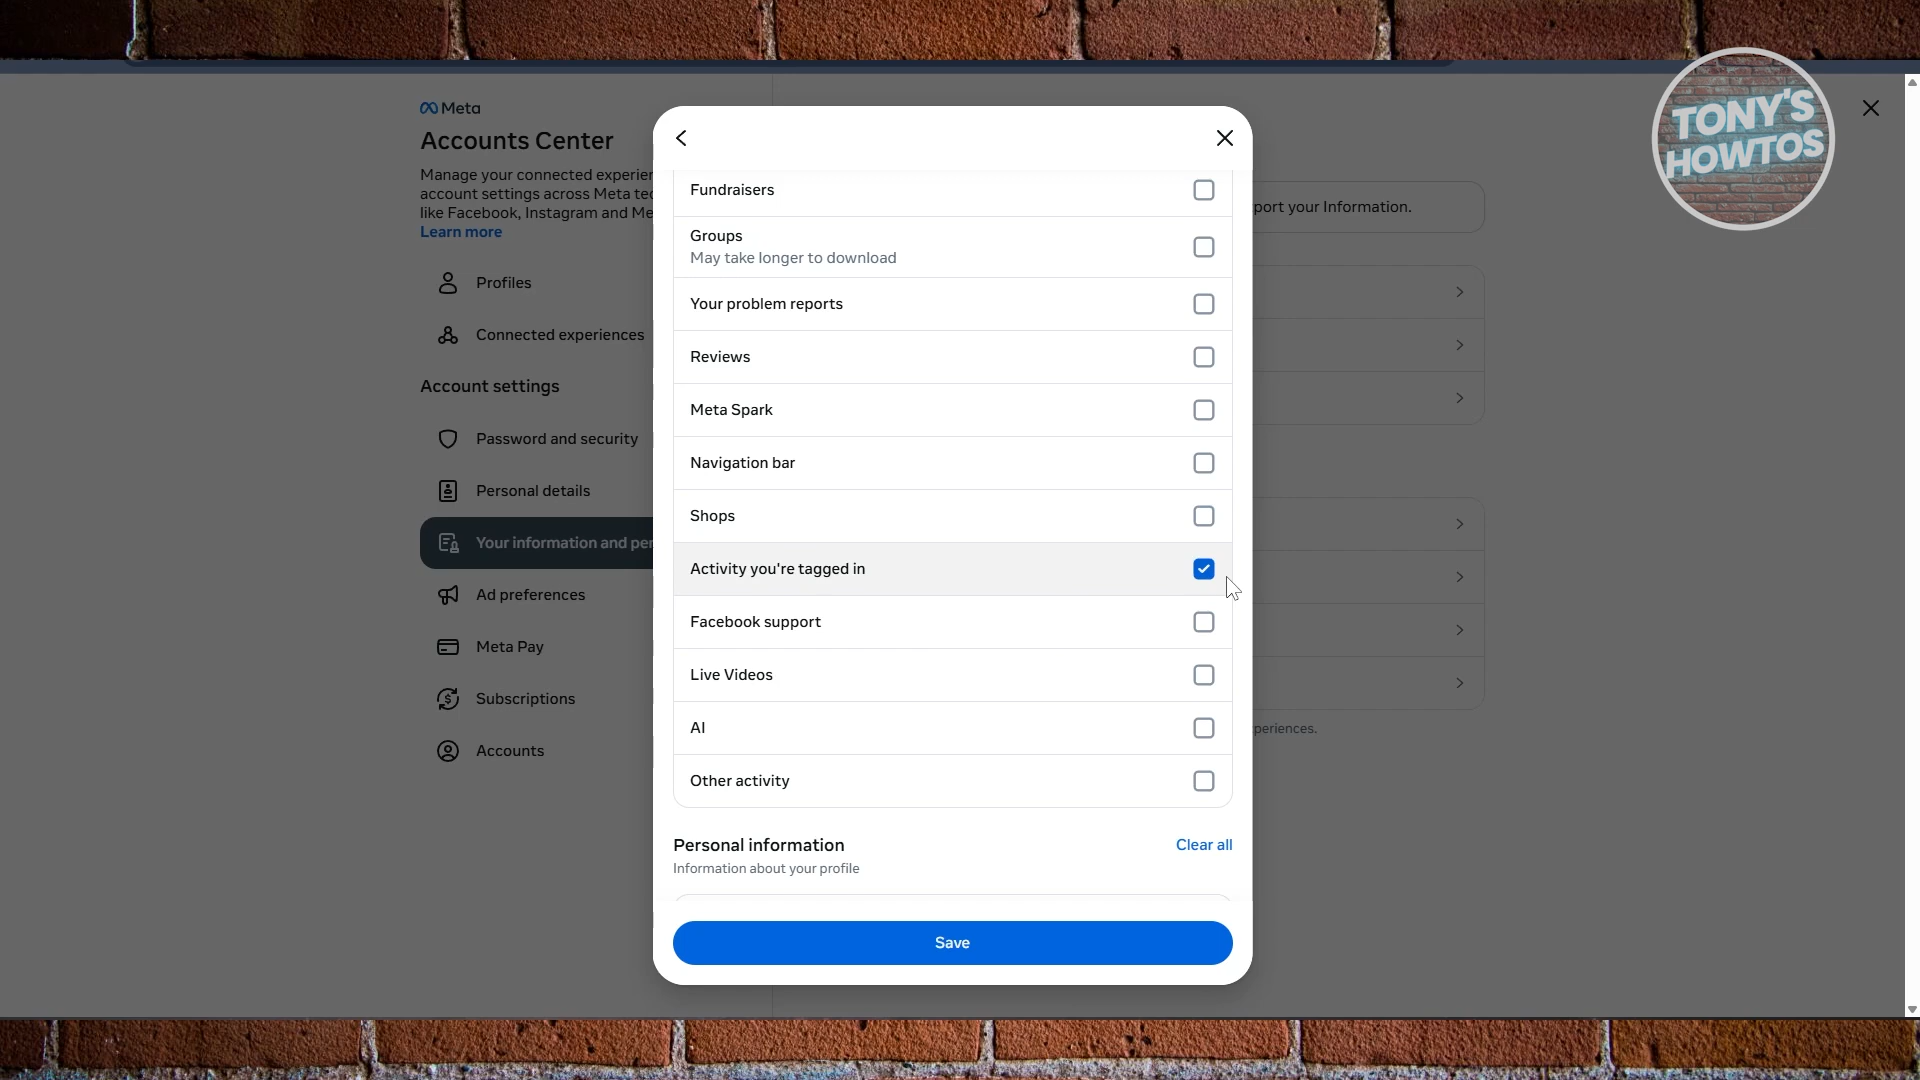 TONY'S
HOWTOS
Meta
Accounts Center
Manage your connected experien
account settings across Meta tec
like Facebook, Instagram and Me
Learn more
Profiles
Connected experiences
Account settings
Password and security
Personal details
Your information and per
Ad preferences
Meta Pay
Subscriptions
Accounts
Fundraisers
Groups
May take longer to download
Your problem reports
Reviews
Meta Spark
Navigation bar
Shops
Activity you're tagged in
Facebook support
Live Videos
AI
Other activity
Personal information
Clear all
Information about your profile
Save
port your Information.
periences.